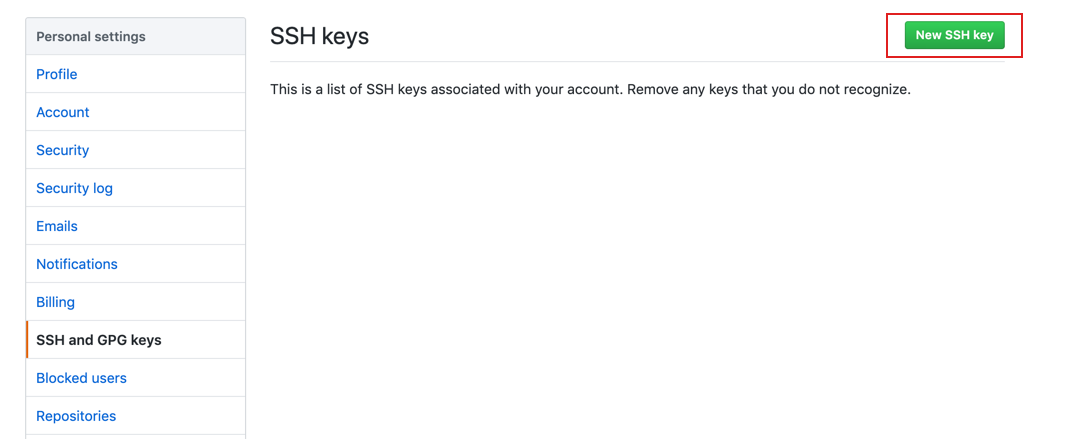 Personal settings
Profile
Account
Security
Security log
Emails
Notifications
Billing
SSH and GPG keys
Blocked users
Repositories
SSH keys
New SSH key
This is a list of SSH keys associated with your account. Remove any keys that you do not recognize.